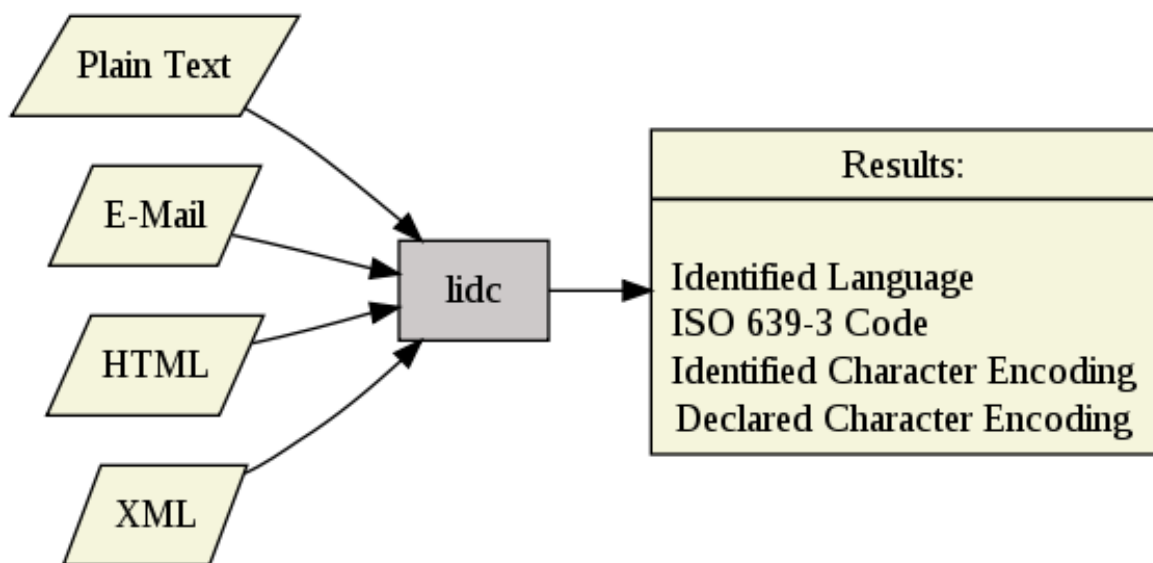 Plain Text
E-Mail
HTML
XML
lidc
Results:
Identified Language
ISO 639-3 Code
Identified Character Encoding
Declared Character Encoding